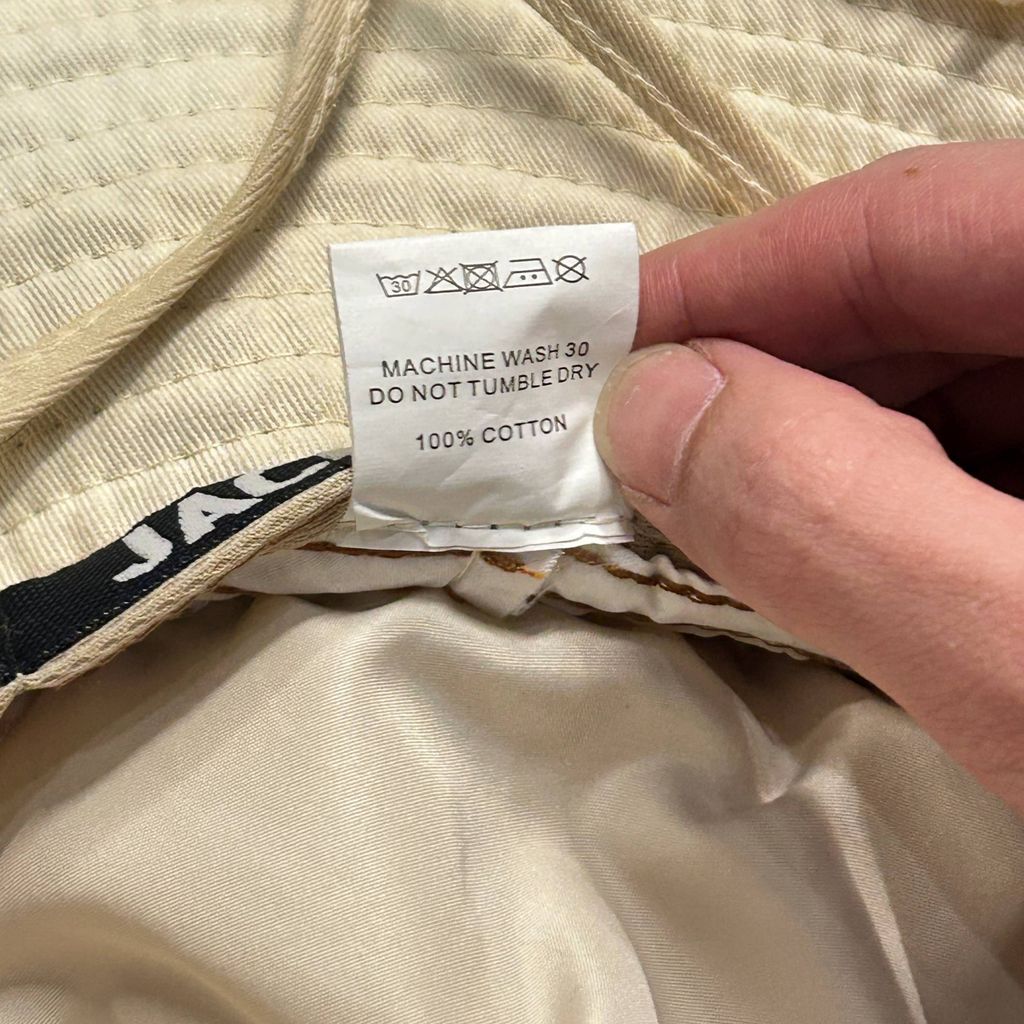 30
MACHINE WASH 30
DO NOT TUMBLE DRY
100% COTTON
JAC